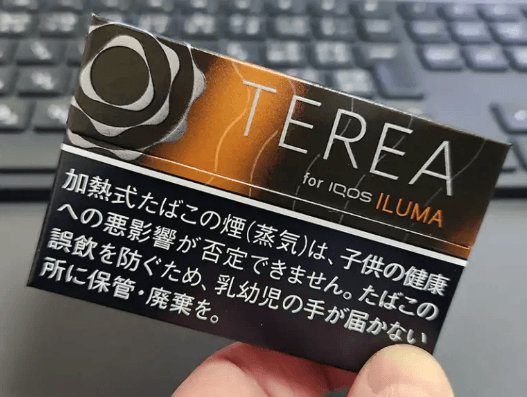 TEREA
for IQOS ILUMA
加熱式たばこの煙(蒸気)は、子供の健康
への悪影響が否定できません。たばこの
誤飲を防ぐため、乳幼児の手が届かない
所に保管・廃棄を。